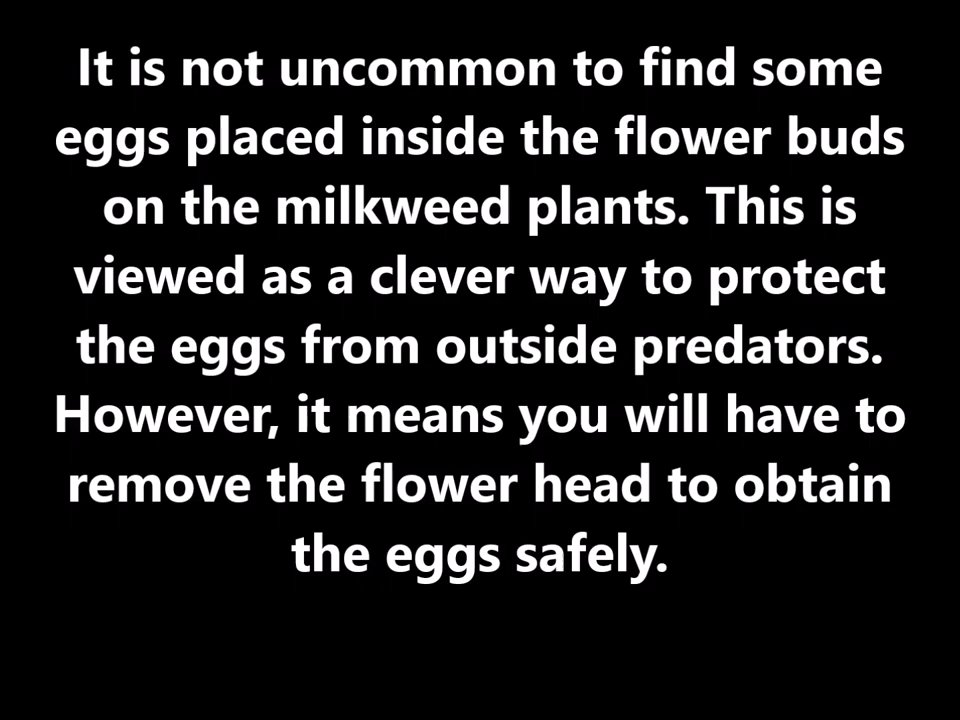 It is not uncommon to find some
eggs placed inside the flower buds
on the milkweed plants. This is
viewed as a clever way to protect
the eggs from outside predators.
However, it means you will have to
remove the flower head to obtain
the eggs safely.